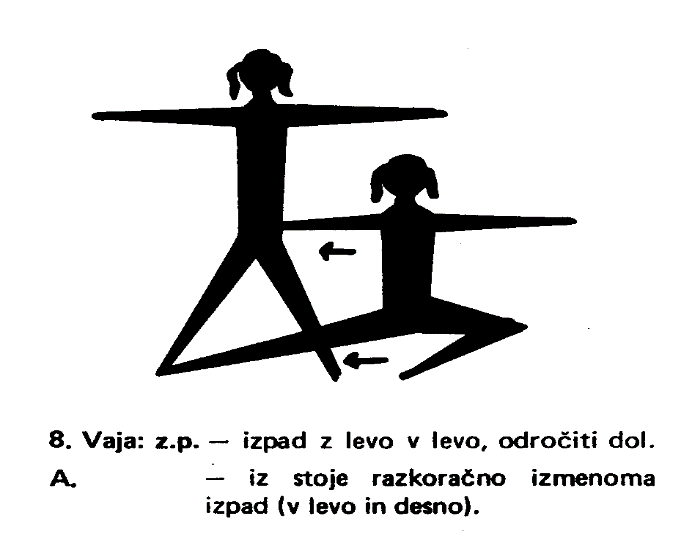 8. Vaja: z.p. — izpad z levo v levo, odročiti dol.
A. — iz stoje razkoračno izmenoma
izpad (v levo in desno).